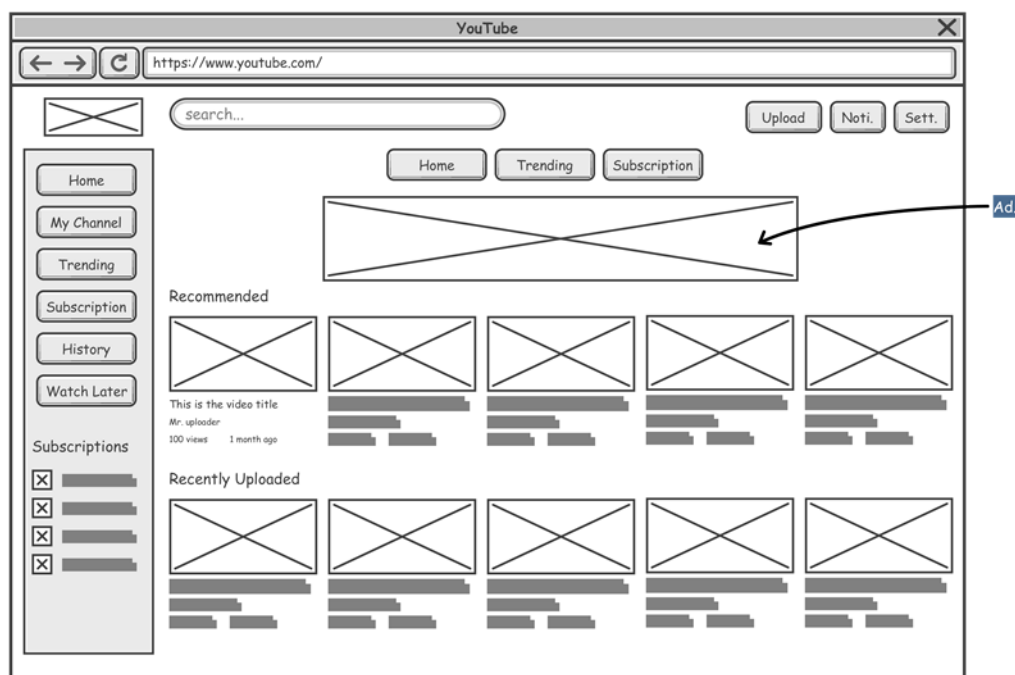 YouTube
https://www.youtube.com/
search...
Upload Noti. Sett.
Home Trending Subscription
Ad.
Home
My Channel
Trending
Subscription
History
Watch Later
Subscriptions
Recommended
This is the video title
Mr. uploader
100 views 1 month ago
Recently Uploaded